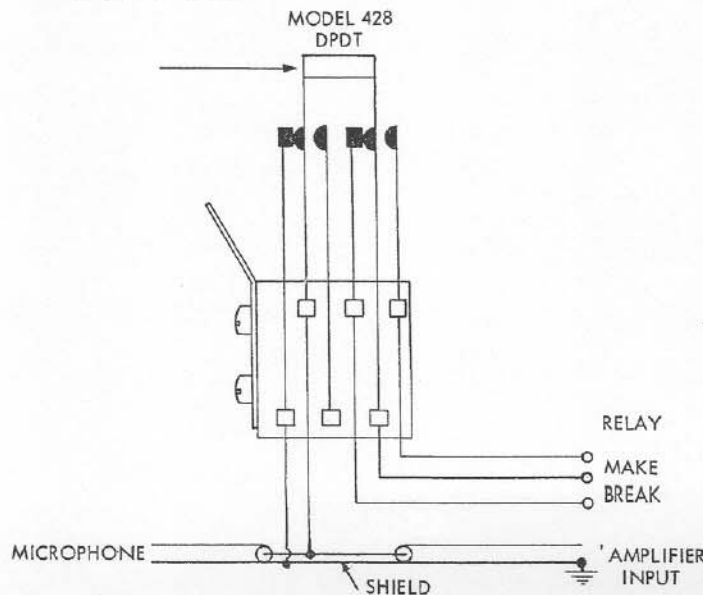 MODEL 428
DPDT
RELAY
MAKE
BREAK
MICROPHONE
SHIELD
AMPLIFIER
INPUT